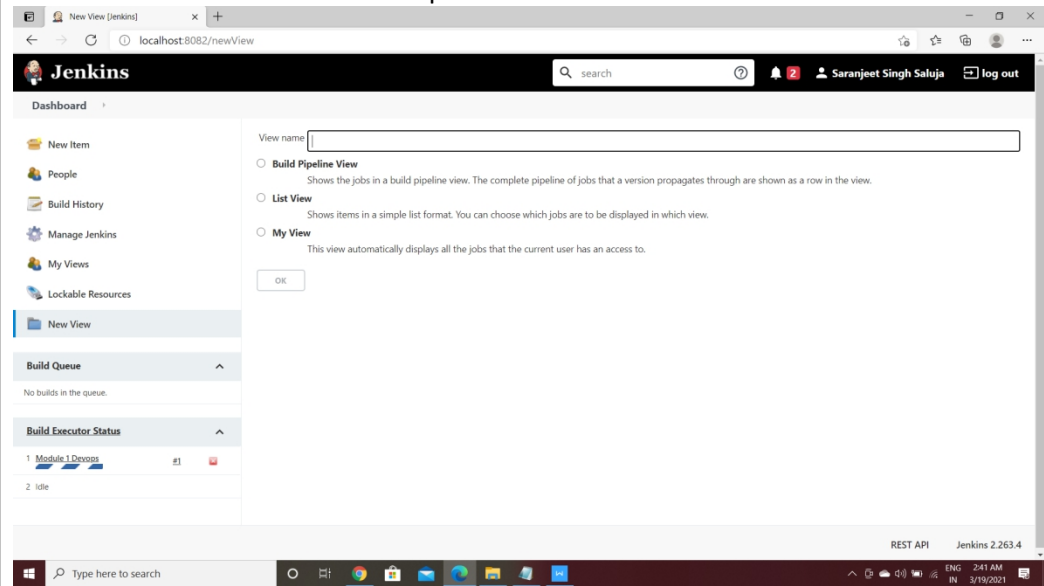 New View [Jenkins]
localhost:8082/newView
Jenkins
search
2
Saranjeet Singh Saluja
log out
Dashboard
New Item
People
Build History
Manage Jenkins
My Views
Lockable Resources
New View
Build Queue
No builds in the queue.
Build Executor Status
1 Module 1 Devops #1
2 Idle
View name
Build Pipeline View
Shows the jobs in a build pipeline view. The complete pipeline of jobs that a version propagates through are shown as a row in the view.
List View
Shows items in a simple list format. You can choose which jobs are to be displayed in which view.
My View
This view automatically displays all the jobs that the current user has an access to.
OK
REST API Jenkins 2.263.4
Type here to search
ENG 2:41 AM
IN 3/19/2021